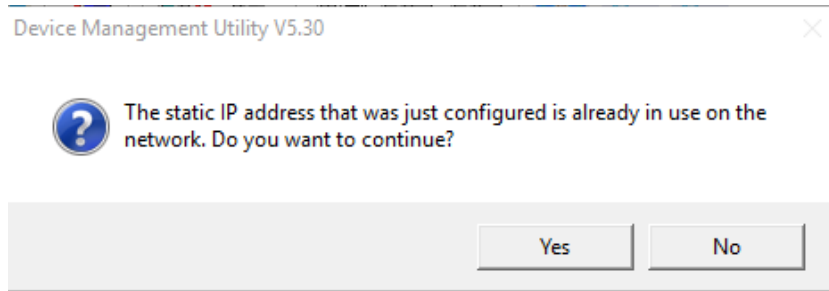 Device Management Utility V5.30
The static IP address that was just configured is already in use on the
network. Do you want to continue?
Yes
No